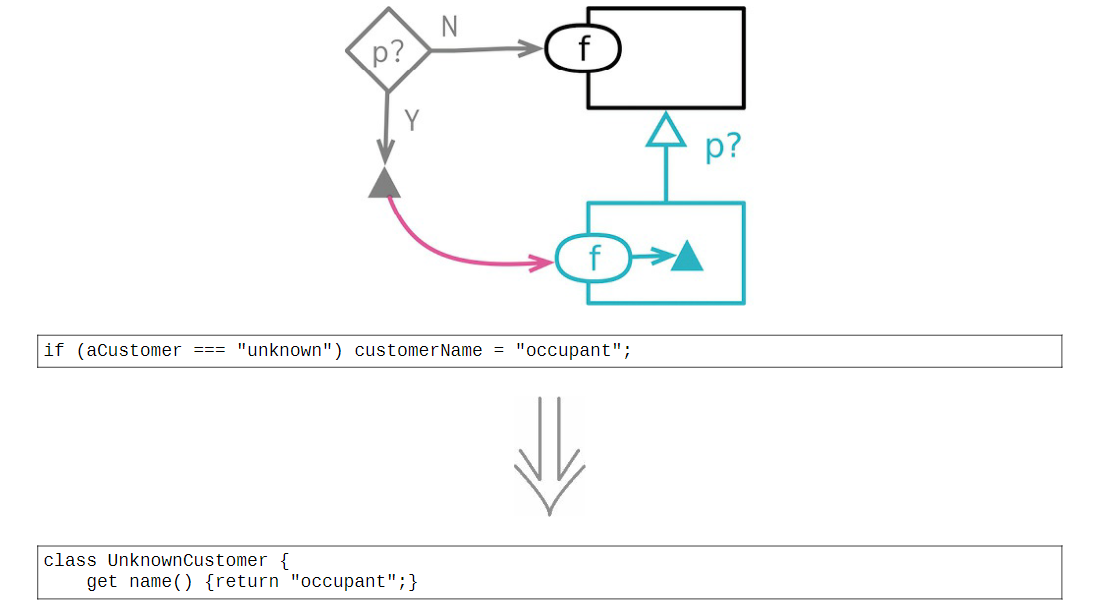 N
p?
f
Y
p?
f
if (aCustomer === "unknown") customerName = "occupant";
class UnknownCustomer {
    get name() {return "occupant";}